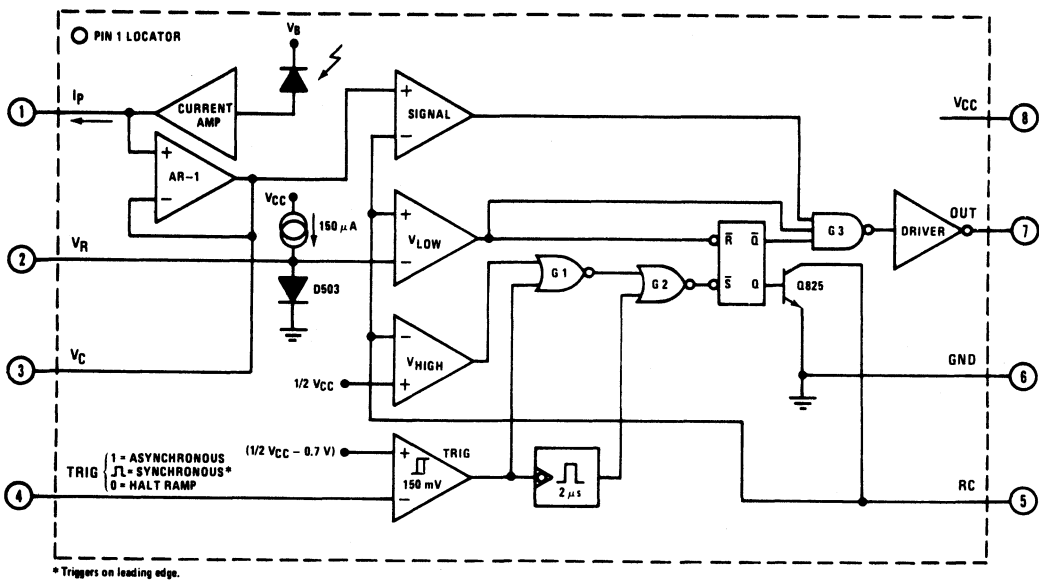 PIN 1 LOCATOR
VB
1
IP
CURRENT
AMP
+
SIGNAL
−
VCC
8
+
AR-1
−
VCC
150 μA
+
VLOW
−
R̅
Q̅
S̅
Q
G3
DRIVER
OUT
7
2
VR
G1
G2
D503
Q825
−
VHIGH
+
1/2 VCC
3
VC
GND
6
(1/2 VCC − 0.7 V)
+
TRIG
150 mV
−
2 μs
TRIG
1 = ASYNCHRONOUS
= SYNCHRONOUS*
0 = HALT RAMP
4
RC
5
* Triggers on leading edge.